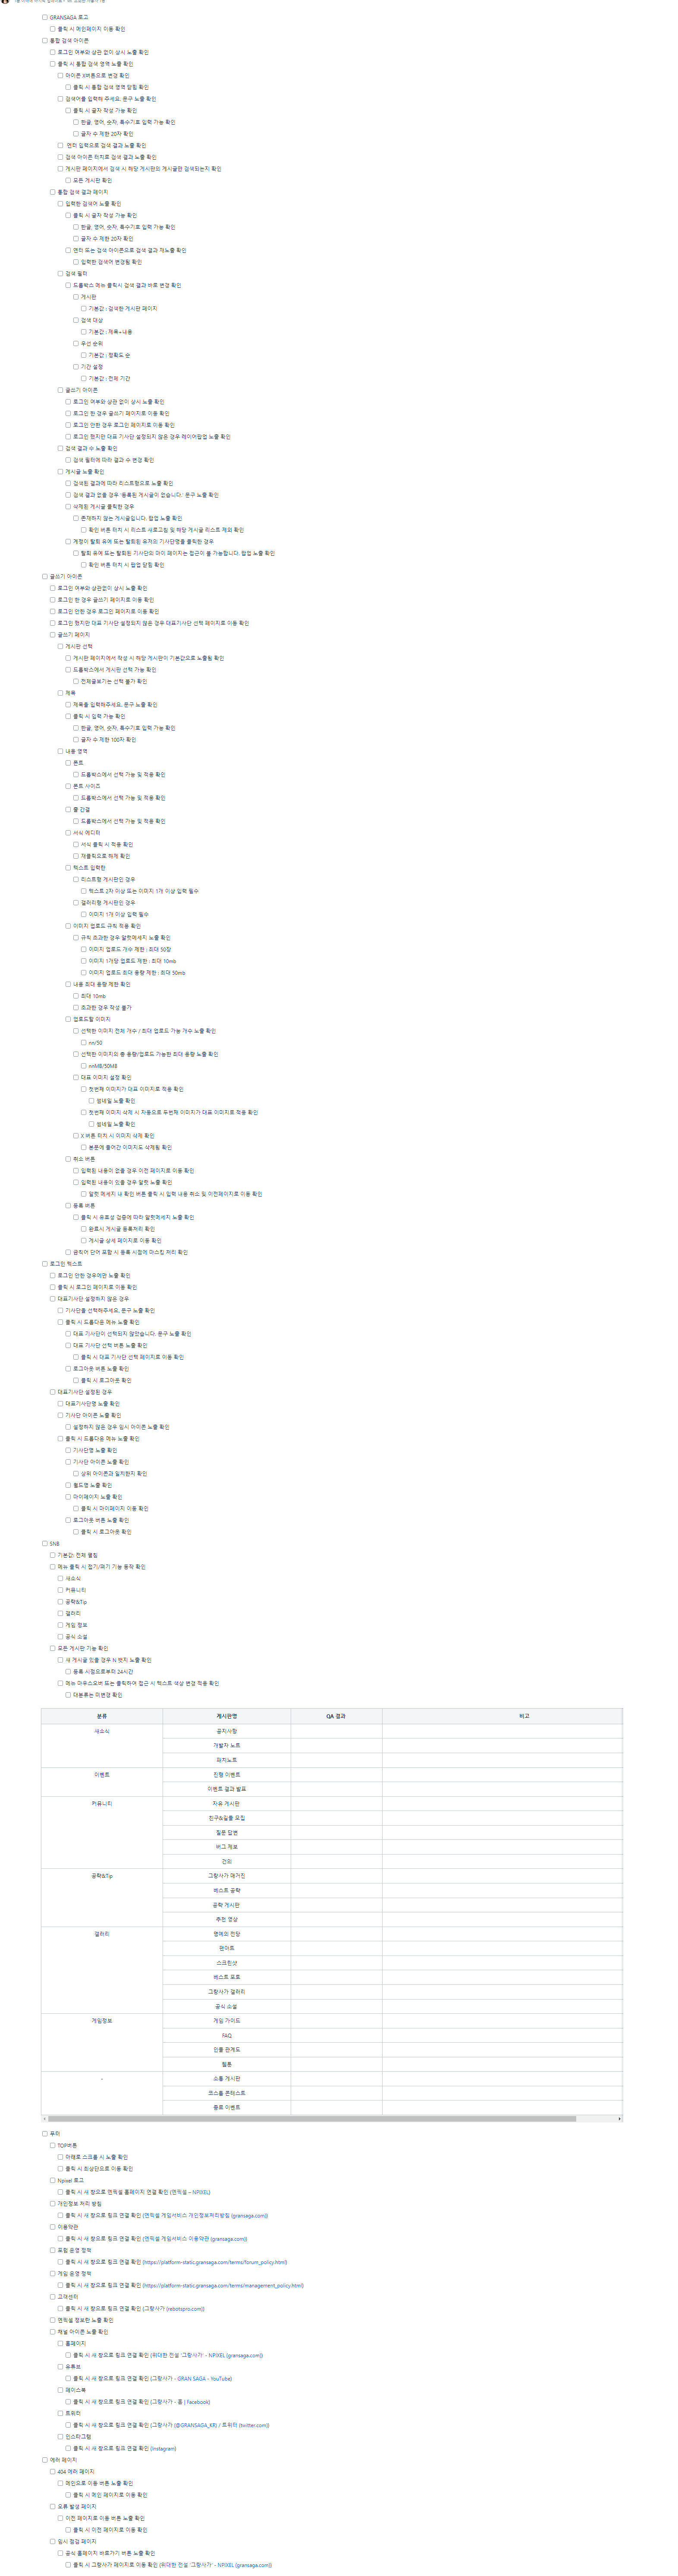 GRANSAGA 로고
클릭 시 메인페이지 이동 확인
통합 검색 아이콘
로그인 여부와 상관 없이 상시 노출 확인
클릭 시 통합 검색 영역 노출 확인
아이콘 X버튼으로 변경 확인
클릭 시 통합 검색 영역 닫힘 확인
검색어를 입력해 주세요. 문구 노출 확인
클릭 시 글자 작성 가능 확인
한글, 영어, 숫자, 특수기호 입력 가능 확인
글자 수 제한 20자 확인
엔터 입력으로 검색 결과 노출 확인
검색 아이콘 터치로 검색 결과 노출 확인
게시판 페이지에서 검색 시 해당 게시판의 게시글만 검색되는지 확인
모든 게시판 확인
통합 검색 결과 페이지
입력한 검색어 노출 확인
클릭 시 글자 작성 가능 확인
한글, 영어, 숫자, 특수기호 입력 가능 확인
글자 수 제한 20자 확인
엔터 또는 검색 아이콘으로 검색 결과 재노출 확인
입력한 검색어 변경됨 확인
검색 필터
드롭박스 메뉴 클릭시 검색 결과 바로 변경 확인
게시판
기본값 : 검색한 게시판 페이지
검색 대상
기본값 : 제목+내용
우선 순위
기본값 : 정확도 순
기간 설정
기본값 : 전체 기간
글쓰기 아이콘
로그인 여부와 상관 없이 상시 노출 확인
로그인 한 경우 글쓰기 페이지로 이동 확인
로그인 안한 경우 로그인 페이지로 이동 확인
로그인 했지만 대표 기사단 설정되지 않은 경우 레이어팝업 노출 확인
검색 결과 수 노출 확인
검색 필터에 따라 결과 수 변경 확인
게시글 노출 확인
검색된 결과에 따라 리스트형으로 노출 확인
검색 결과 없을 경우 '등록된 게시글이 없습니다.' 문구 노출 확인
삭제된 게시글 클릭한 경우
존재하지 않는 게시글입니다. 팝업 노출 확인
확인 버튼 터치 시 리스트 새로고침 및 해당 게시글 리스트 제외 확인
계정이 탈퇴 유예 또는 탈퇴된 유저의 기사단명을 클릭한 경우
탈퇴 유예 또는 탈퇴된 기사단의 마이 페이지는 접근이 불 가능합니다. 팝업 노출 확인
확인 버튼 터치 시 팝업 닫힘 확인
글쓰기 아이콘
로그인 여부와 상관없이 상시 노출 확인
로그인 한 경우 글쓰기 페이지로 이동 확인
로그인 안한 경우 로그인 페이지로 이동 확인
로그인 했지만 대표 기사단 설정되지 않은 경우 대표기사단 선택 페이지로 이동 확인
글쓰기 페이지
게시판 선택
게시판 페이지에서 작성 시 해당 게시판이 기본값으로 노출됨 확인
드롭박스에서 게시판 선택 가능 확인
전체글보기는 선택 불가 확인
제목
제목을 입력해주세요. 문구 노출 확인
클릭 시 입력 가능 확인
한글, 영어, 숫자, 특수기호 입력 가능 확인
글자 수 제한 100자 확인
내용 영역
폰트
드롭박스에서 선택 가능 및 적용 확인
폰트 사이즈
드롭박스에서 선택 가능 및 적용 확인
줄 간결
드롭박스에서 선택 가능 및 적용 확인
서식 에디터
서식 클릭 시 적용 확인
재클릭으로 해제 확인
텍스트 입력란
리스트형 게시판인 경우
텍스트 2자 이상 또는 이미지 1개 이상 입력 필수
갤러리형 게시판인 경우
이미지 1개 이상 입력 필수
이미지 업로드 규칙 적용 확인
규칙 초과한 경우 알럿메세지 노출 확인
이미지 업로드 개수 제한 : 최대 50장
이미지 1개당 업로드 제한 : 최대 10mb
이미지 업로드 최대 용량 제한 : 최대 50mb
내용 최대 용량 제한 확인
최대 10mb
초과한 경우 작성 불가
업로드할 이미지
선택한 이미지 전체 개수 / 최대 업로드 가능 개수 노출 확인
nn/50
선택한 이미지의 총 용량/업로드 가능한 최대 용량 노출 확인
nnMB/50MB
대표 이미지 설정 확인
첫번째 이미지가 대표 이미지로 적용 확인
썸네일 노출 확인
첫번째 이미지 삭제 시 자동으로 두번째 이미지가 대표 이미지로 적용 확인
썸네일 노출 확인
X 버튼 터치 시 이미지 삭제 확인
본문에 들어간 이미지도 삭제됨 확인
취소 버튼
입력된 내용이 없을 경우 이전 페이지로 이동 확인
입력된 내용이 있을 경우 알럿 노출 확인
알럿 메세지 내 확인 버튼 클릭 시 입력 내용 취소 및 이전페이지로 이동 확인
등록 버튼
클릭 시 유효성 검증에 따라 알럿메세지 노출 확인
완료시 게시글 등록처리 확인
게시글 상세 페이지로 이동 확인
금칙어 단어 포함 시 등록 시점에 마스킹 처리 확인
로그인 텍스트
로그인 안한 경우에만 노출 확인
클릭 시 로그인 페이지로 이동 확인
대표기사단 설정하지 않은 경우
기사단을 선택해주세요. 문구 노출 확인
클릭 시 드롭다운 메뉴 노출 확인
대표 기사단이 선택되지 않았습니다. 문구 노출 확인
대표 기사단 선택 버튼 노출 확인
클릭 시 대표 기사단 선택 페이지로 이동 확인
로그아웃 버튼 노출 확인
클릭 시 로그아웃 확인
대표기사단 설정된 경우
대표기사단명 노출 확인
기사단 아이콘 노출 확인
설정하지 않은 경우 임시 아이콘 노출 확인
클릭 시 드롭다운 메뉴 노출 확인
기사단명 노출 확인
기사단 아이콘 노출 확인
상위 아이콘과 일치한지 확인
월드명 노출 확인
마이페이지 노출 확인
클릭 시 마이페이지 이동 확인
로그아웃 버튼 노출 확인
클릭 시 로그아웃 확인
SNB
기본값: 전체 열림
메뉴 클릭 시 접기/펴기 기능 동작 확인
새소식
커뮤니티
공략&Tip
갤러리
게임 정보
공식 소설
모든 게시판 기능 확인
새 게시글 있을 경우 N 뱃지 노출 확인
등록 시점으로부터 24시간
메뉴 마우스오버 또는 클릭하여 접근 시 텍스트 색상 변경 적용 확인
대분류는 미변경 확인
분류 게시판명 QA 결과 비고
새소식 공지사항
개발자 노트
패치노트
이벤트 진행 이벤트
이벤트 결과 발표
커뮤니티 자유 게시판
친구&길드 모집
질문 답변
버그 제보
건의
공략&Tip 그랑사가 매거진
베스트 공략
공략 게시판
추천 영상
갤러리 명예의 전당
팬아트
스크린샷
베스트 포토
그랑사가 갤러리
공식 소설
게임정보 게임 가이드
FAQ
인물 관계도
웹툰
- 소통 게시판
코스튬 콘테스트
종료 이벤트
푸터
TOP버튼
아래로 스크롤 시 노출 확인
클릭 시 최상단으로 이동 확인
Npixel 로고
클릭 시 새 창으로 엔픽셀 홈페이지 연결 확인 (엔픽셀 – NPIXEL)
개인정보 처리 방침
클릭 시 새 창으로 링크 연결 확인 (엔픽셀 게임서비스 개인정보처리방침 (gransaga.com))
이용약관
클릭 시 새 창으로 링크 연결 확인 (엔픽셀 게임서비스 이용약관 (gransaga.com))
포럼 운영 정책
클릭 시 새 창으로 링크 연결 확인 (https://platform-static.gransaga.com/terms/forum_policy.html)
게임 운영 정책
클릭 시 새 창으로 링크 연결 확인 (https://platform-static.gransaga.com/terms/management_policy.html)
고객센터
클릭 시 새 창으로 링크 연결 확인 (그랑사가 (rebotspro.com))
엔픽셀 정보란 노출 확인
채널 아이콘 노출 확인
홈페이지
클릭 시 새 창으로 링크 연결 확인 (위대한 전설 '그랑사가' - NPIXEL (gransaga.com))
유튜브
클릭 시 새 창으로 링크 연결 확인 (그랑사가 - GRAN SAGA - YouTube)
페이스북
클릭 시 새 창으로 링크 연결 확인 (그랑사가 - 홈 | Facebook)
트위터
클릭 시 새 창으로 링크 연결 확인 (그랑사가 (@GRANSAGA_KR) / 트위터 (twitter.com))
인스타그램
클릭 시 새 창으로 링크 연결 확인 (Instagram)
에러 페이지
404 에러 페이지
메인으로 이동 버튼 노출 확인
클릭 시 메인 페이지로 이동 확인
오류 발생 페이지
이전 페이지로 이동 버튼 노출 확인
클릭 시 이전 페이지로 이동 확인
임시 점검 페이지
공식 홈페이지 바로가기 버튼 노출 확인
클릭 시 그랑사가 페이지로 이동 확인 (위대한 전설 '그랑사가' - NPIXEL (gransaga.com))